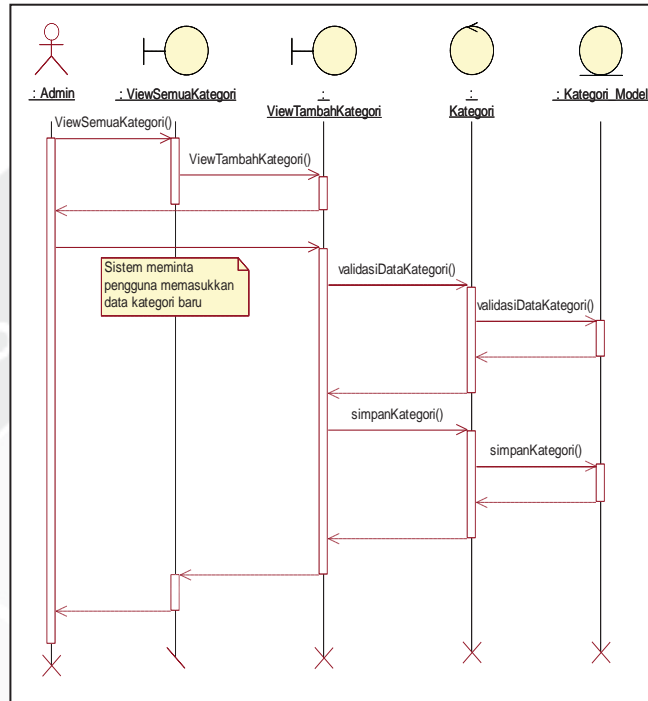 : Admin
: ViewSemuaKategori
:
ViewTambahKategori
:
Kategori
: Kategori_Model
ViewSemuaKategori()
ViewTambahKategori()
Sistem meminta
pengguna memasukkan
data kategori baru
validasiDataKategori()
validasiDataKategori()
simpanKategori()
simpanKategori()